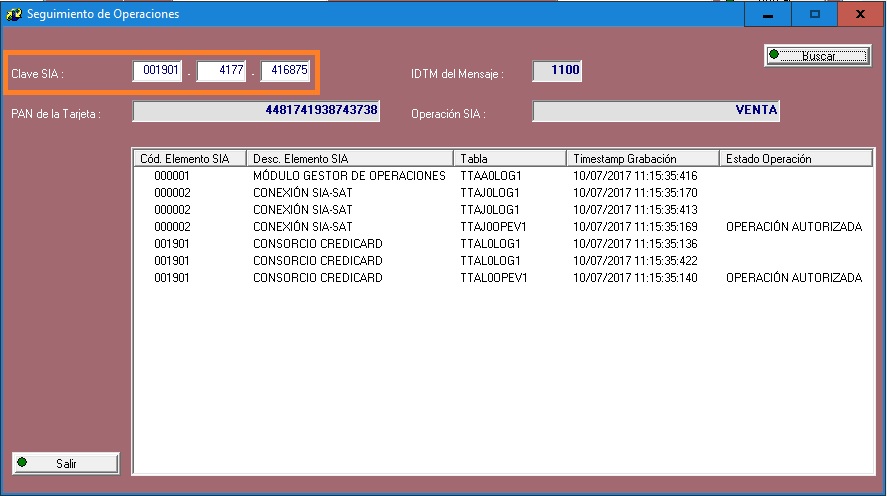 Seguimiento de Operaciones
Buscar
Clave SIA : 001901 - 4177 - 416875 IDTM del Mensaje : 1100
PAN de la Tarjeta : 4481741938743738 Operación SIA : VENTA
Cód. Elemento SIA Desc. Elemento SIA Tabla Timestamp Grabación Estado Operación
000001 MÓDULO GESTOR DE OPERACIONES TTAA0LOG1 10/07/2017 11:15:35:416
000002 CONEXIÓN SIA-SAT TTAJ0LOG1 10/07/2017 11:15:35:170
000002 CONEXIÓN SIA-SAT TTAJ0LOG1 10/07/2017 11:15:35:413
000002 CONEXIÓN SIA-SAT TTAJ0OPEV1 10/07/2017 11:15:35:169 OPERACIÓN AUTORIZADA
001901 CONSORCIO CREDICARD TTAL0LOG1 10/07/2017 11:15:35:136
001901 CONSORCIO CREDICARD TTAL0LOG1 10/07/2017 11:15:35:422
001901 CONSORCIO CREDICARD TTAL0OPEV1 10/07/2017 11:15:35:140 OPERACIÓN AUTORIZADA
Salir